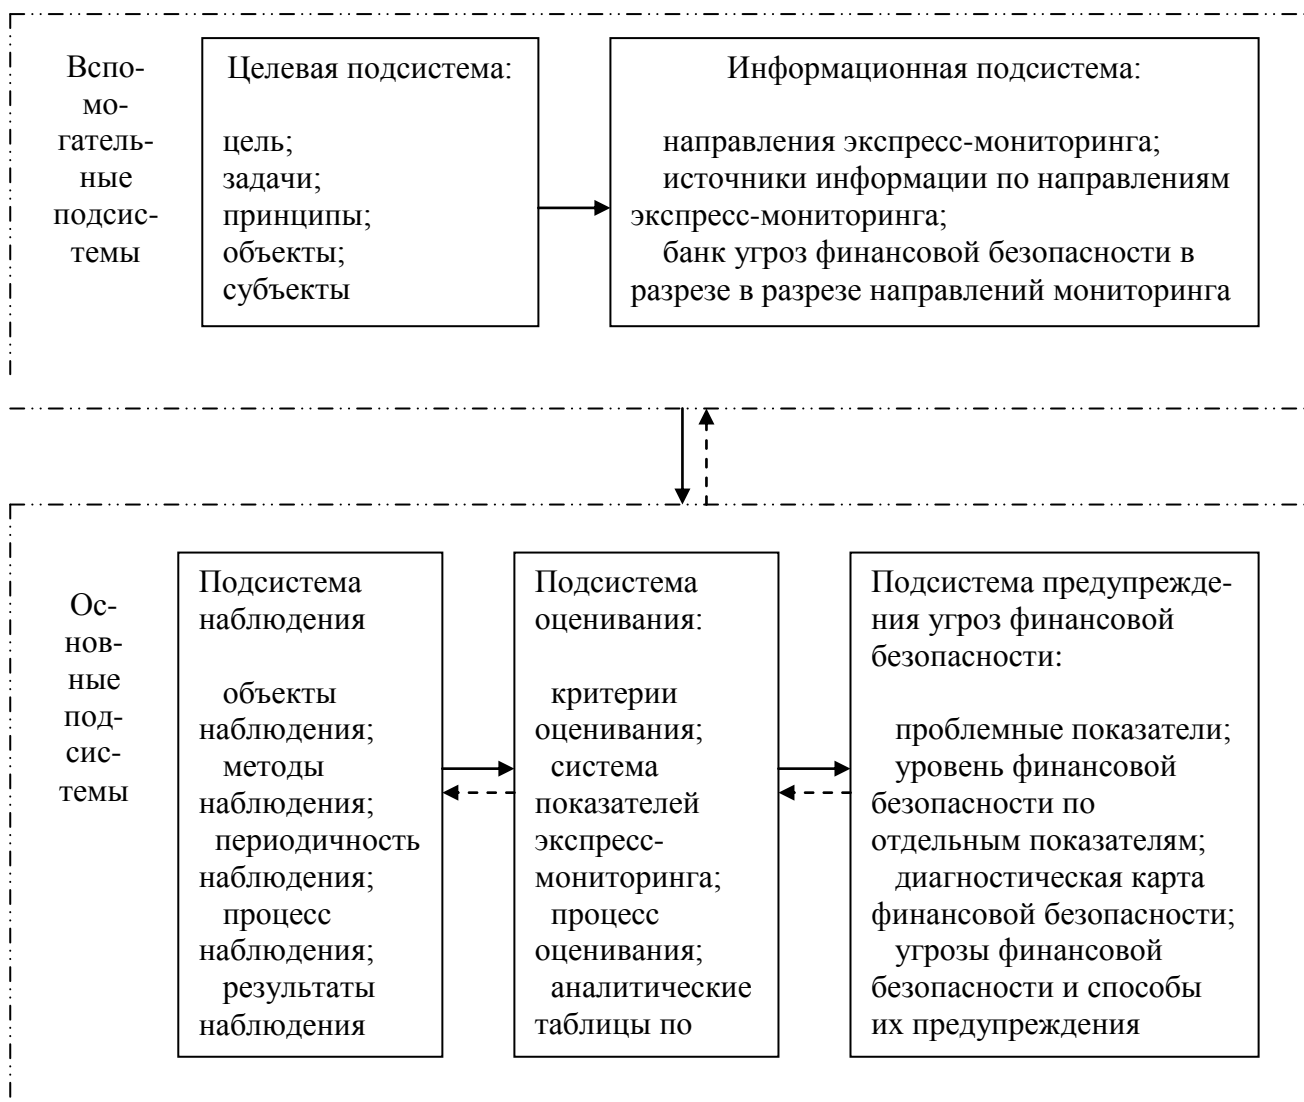 Вспо-
мо-
гатель-
ные
подсис-
темы
Целевая подсистема:
цель;
задачи;
принципы;
объекты;
субъекты
Информационная подсистема:
направления экспресс-мониторинга;
источники информации по направлениям
экспресс-мониторинга;
банк угроз финансовой безопасности в
разрезе в разрезе направлений мониторинга
Ос-
нов-
ные
под-
сис-
темы
Подсистема
наблюдения
объекты
наблюдения;
методы
наблюдения;
периодичность
наблюдения;
процесс
наблюдения;
результаты
наблюдения
Подсистема
оценивания:
критерии
оценивания;
система
показателей
экспресс-
мониторинга;
процесс
оценивания;
аналитические
таблицы по
Подсистема предупрежде-
ния угроз финансовой
безопасности:
проблемные показатели;
уровень финансовой
безопасности по
отдельным показателям;
диагностическая карта
финансовой безопасности;
угрозы финансовой
безопасности и способы
их предупреждения